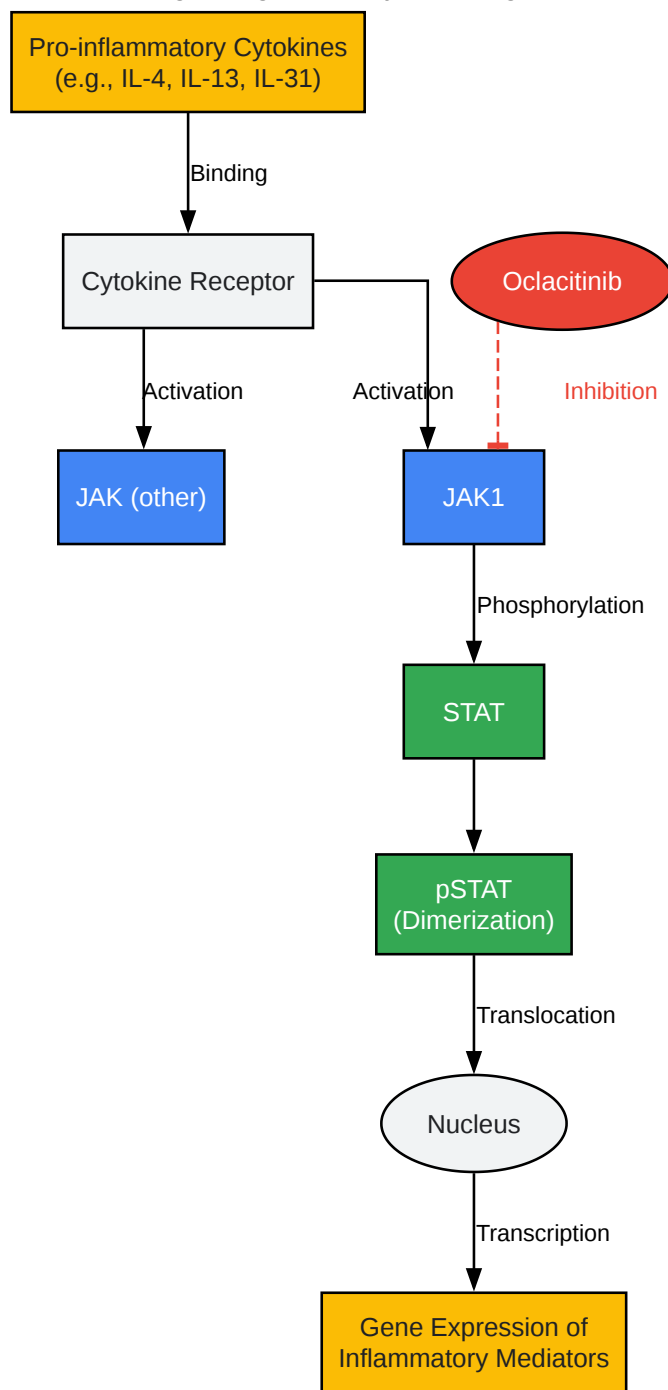 Pro-inflammatory Cytokines
(e.g., IL-4, IL-13, IL-31)
Binding
Cytokine Receptor
Oclacitinib
Activation
Activation
Inhibition
JAK (other)
JAK1
Phosphorylation
STAT
pSTAT
(Dimerization)
Translocation
Nucleus
Transcription
Gene Expression of
Inflammatory Mediators